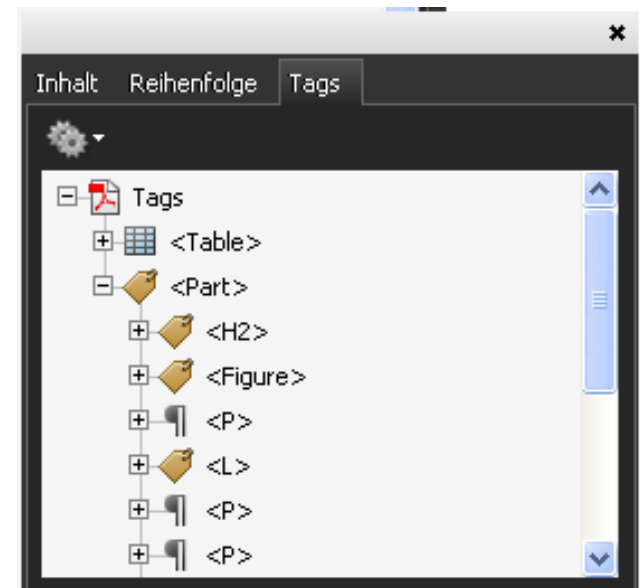 Inhalt Reihenfolge Tags
Tags
<Table>
<Part>
<H2>
<Figure>
<P>
<L>
<P>
<P>